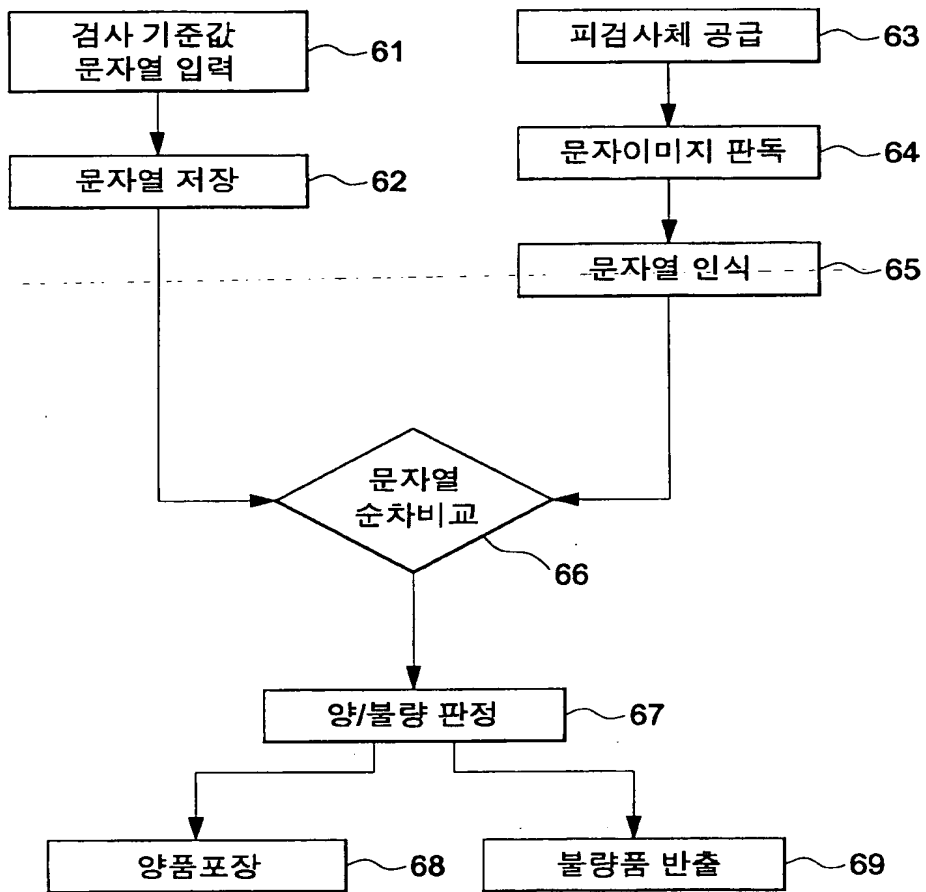 검사 기준값
문자열 입력
61
문자열 저장
62
피검사체 공급
63
문자이미지 판독
64
문자열 인식
65
문자열
순차비교
66
양/불량 판정
67
양품포장
68
불량품 반출
69